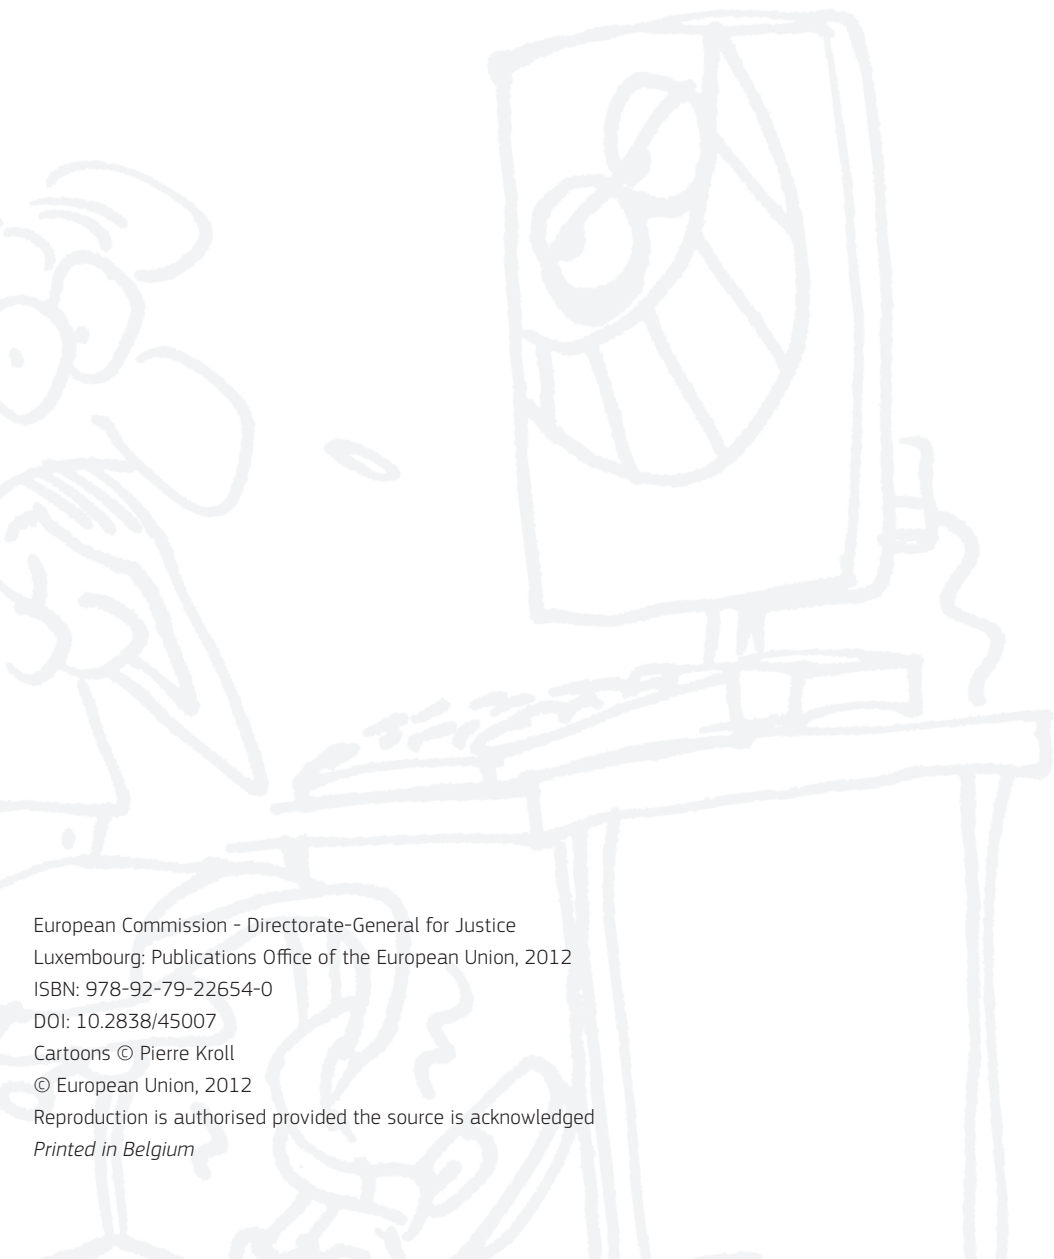 European Commission - Directorate-General for Justice
Luxembourg: Publications Office of the European Union, 2012
ISBN: 978-92-79-22654-0
DOI: 10.2838/45007
Cartoons © Pierre Kroll
© European Union, 2012
Reproduction is authorised provided the source is acknowledged
Printed in Belgium